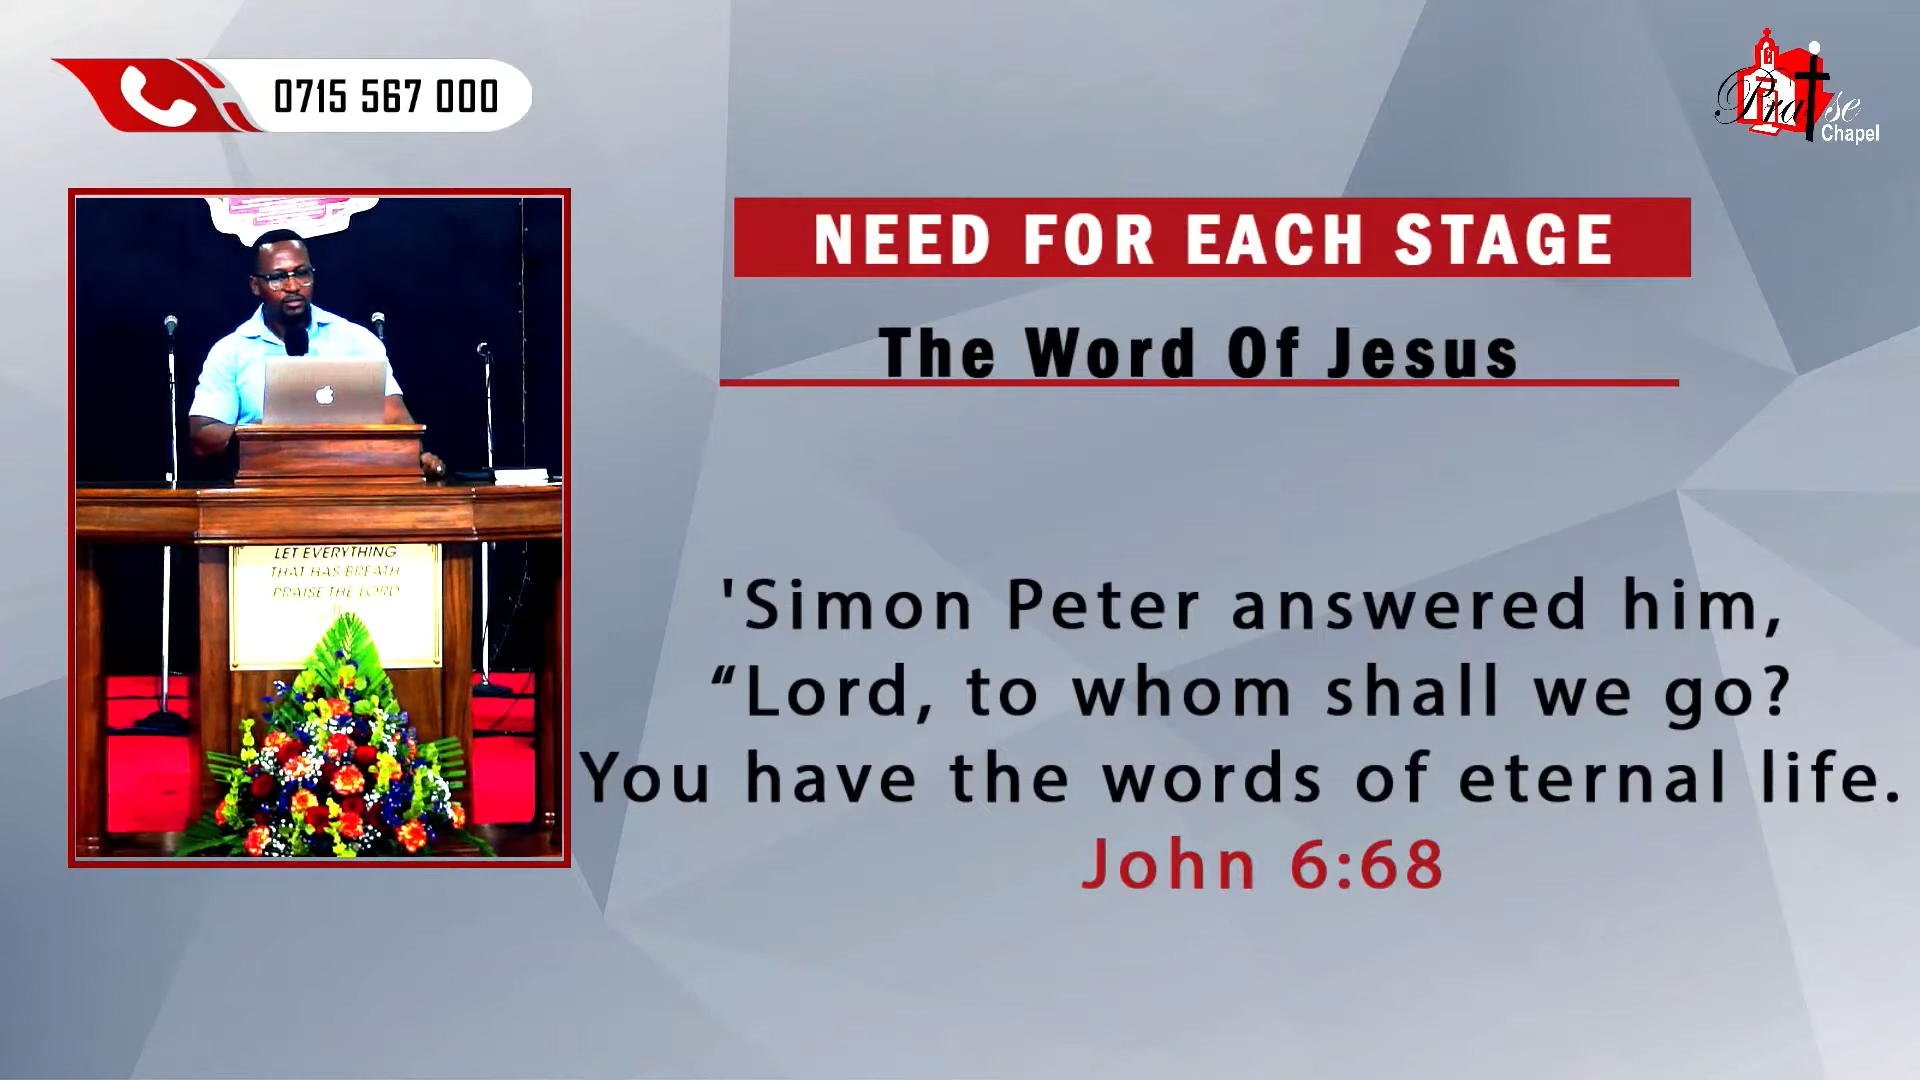 0715 567 000
Praise
Chapel
NEED FOR EACH STAGE
The Word Of Jesus
LET EVERYTHING
THAT HAS BREATH
PRAISE THE LORD
'Simon Peter answered him,
“Lord, to whom shall we go?
You have the words of eternal life.
John 6:68